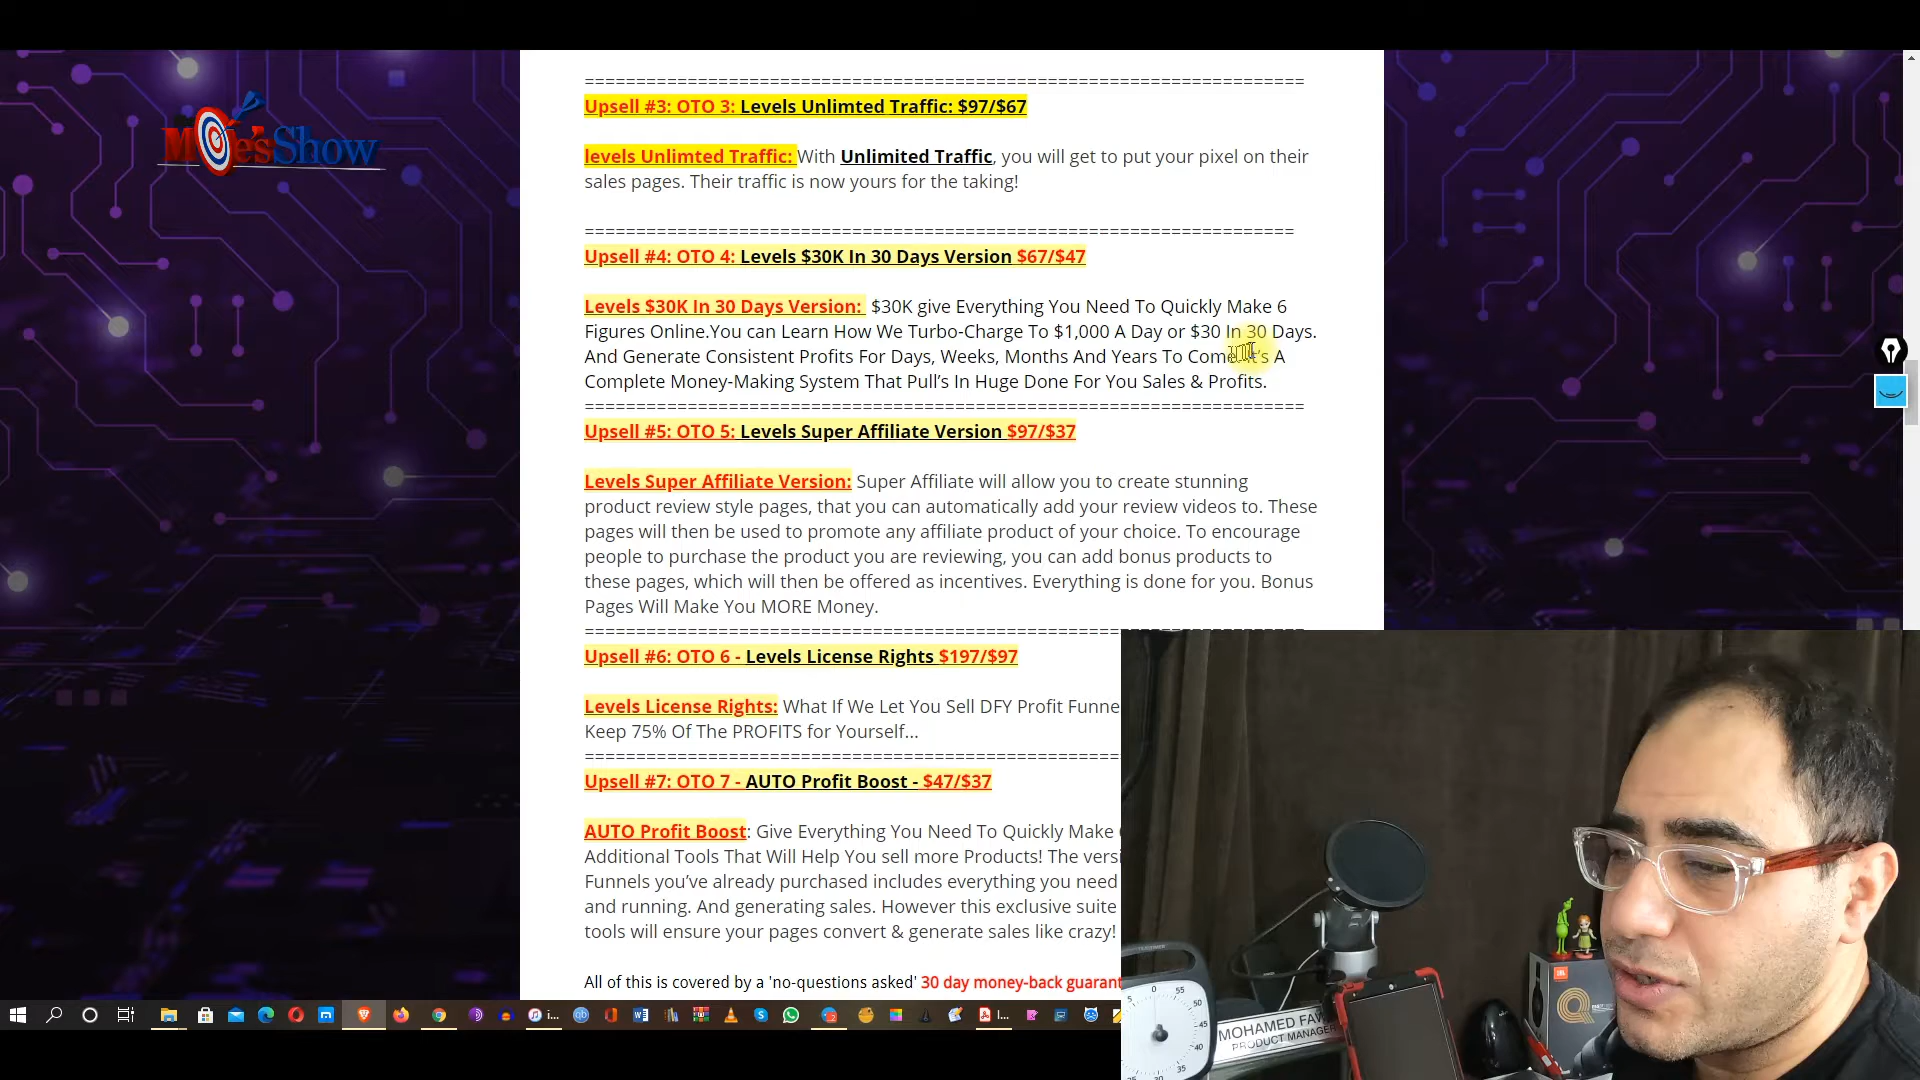 Moe'sShow
========================================================================
Upsell #3: OTO 3: Levels Unlimted Traffic: $97/$67
levels Unlimted Traffic: With Unlimited Traffic, you will get to put your pixel on their
sales pages. Their traffic is now yours for the taking!
=======================================================================
Upsell #4: OTO 4: Levels $30K In 30 Days Version $67/$47
Levels $30K In 30 Days Version: $30K give Everything You Need To Quickly Make 6
Figures Online.You can Learn How We Turbo-Charge To $1,000 A Day or $30 In 30 Days.
And Generate Consistent Profits For Days, Weeks, Months And Years To Come. It's A
Complete Money-Making System That Pull's In Huge Done For You Sales & Profits.
========================================================================
Upsell #5: OTO 5: Levels Super Affiliate Version $97/$37
Levels Super Affiliate Version: Super Affiliate will allow you to create stunning
product review style pages, that you can automatically add your review videos to. These
pages will then be used to promote any affiliate product of your choice. To encourage
people to purchase the product you are reviewing, you can add bonus products to
these pages, which will then be offered as incentives. Everything is done for you. Bonus
Pages Will Make You MORE Money.
========================================================================
Upsell #6: OTO 6 - Levels License Rights $197/$97
Levels License Rights: What If We Let You Sell DFY Profit Funne
Keep 75% Of The PROFITS for Yourself...
======================================================
Upsell #7: OTO 7 - AUTO Profit Boost - $47/$37
AUTO Profit Boost: Give Everything You Need To Quickly Make
Additional Tools That Will Help You sell more Products! The versi
Funnels you've already purchased includes everything you need
and running. And generating sales. However this exclusive suite
tools will ensure your pages convert & generate sales like crazy!
All of this is covered by a 'no-questions asked' 30 day money-back guarant
MOHAMED FAW
PRODUCT MANAGER
JBL
0
55
50
45
40
35
5